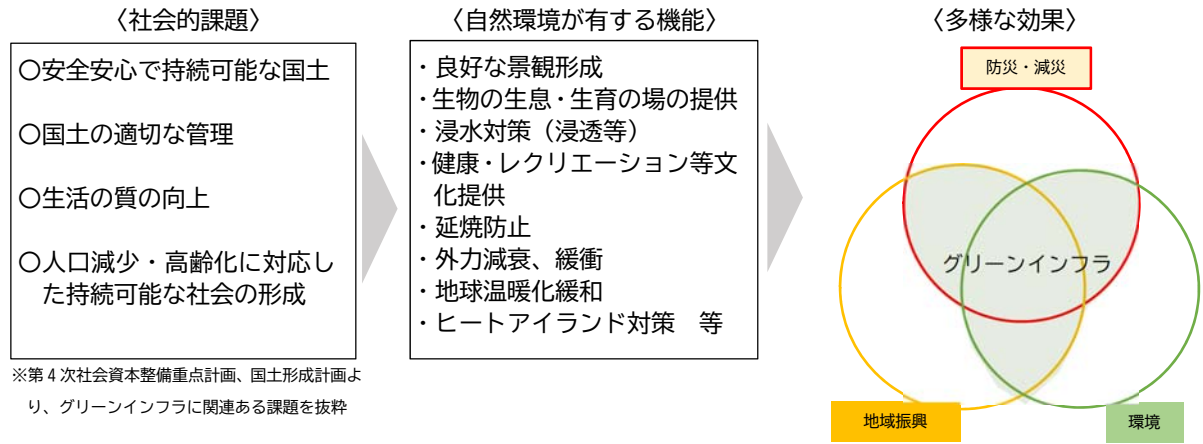 〈社会的課題〉
〇安全安心で持続可能な国土
〇国土の適切な管理
〇生活の質の向上
〇人口減少・高齢化に対応し
た持続可能な社会の形成
※第4次社会資本整備重点計画、国土形成計画よ
り、グリーンインフラに関連ある課題を抜粋
〈自然環境が有する機能〉
・良好な景観形成
・生物の生息・生育の場の提供
・浸水対策（浸透等）
・健康・レクリエーション等文
化提供
・延焼防止
・外力減衰、緩衝
・地球温暖化緩和
・ヒートアイランド対策　等
〈多様な効果〉
防災・減災
グリーンインフラ
地域振興
環境